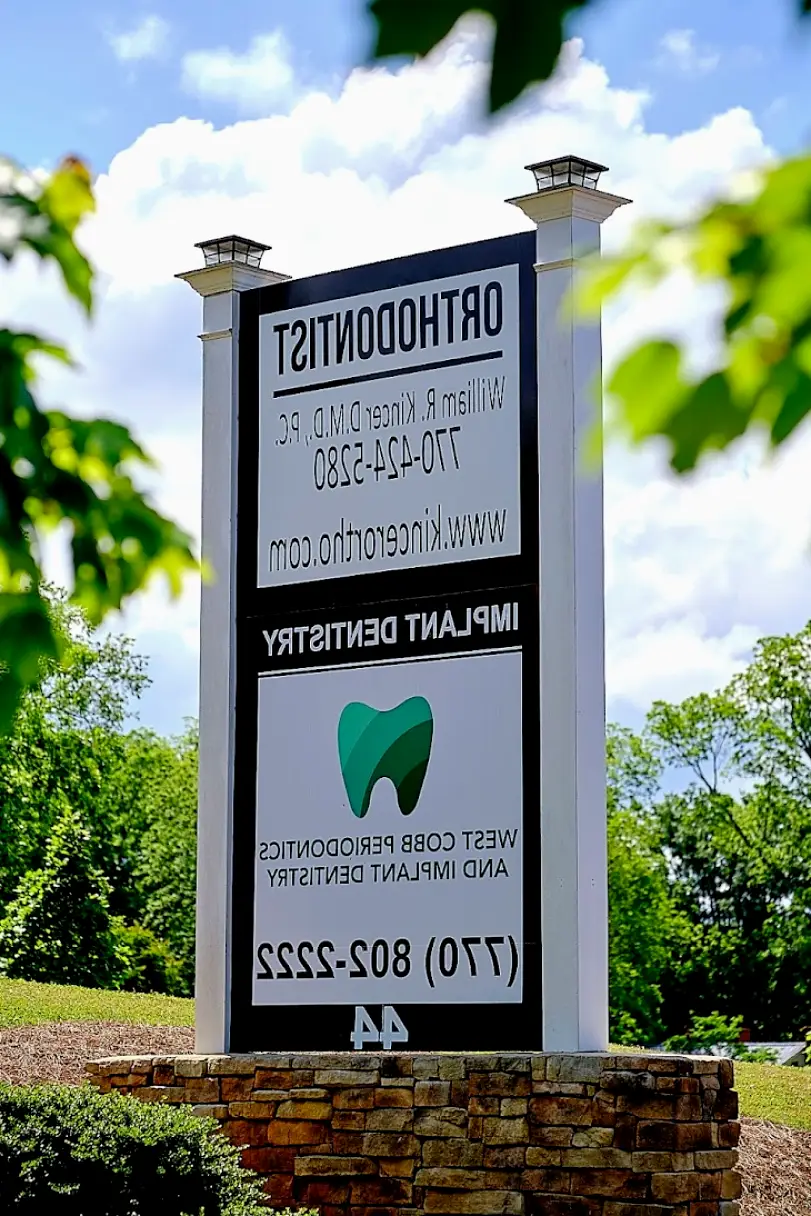 ORTHODONTIST
William R. Kincer D.M.D., P.C.
770-424-5280
www.kincerortho.com
IMPLANT DENTISTRY
WEST COBB PERIODONTICS
AND IMPLANT DENTISTRY
(770) 802-2222
44